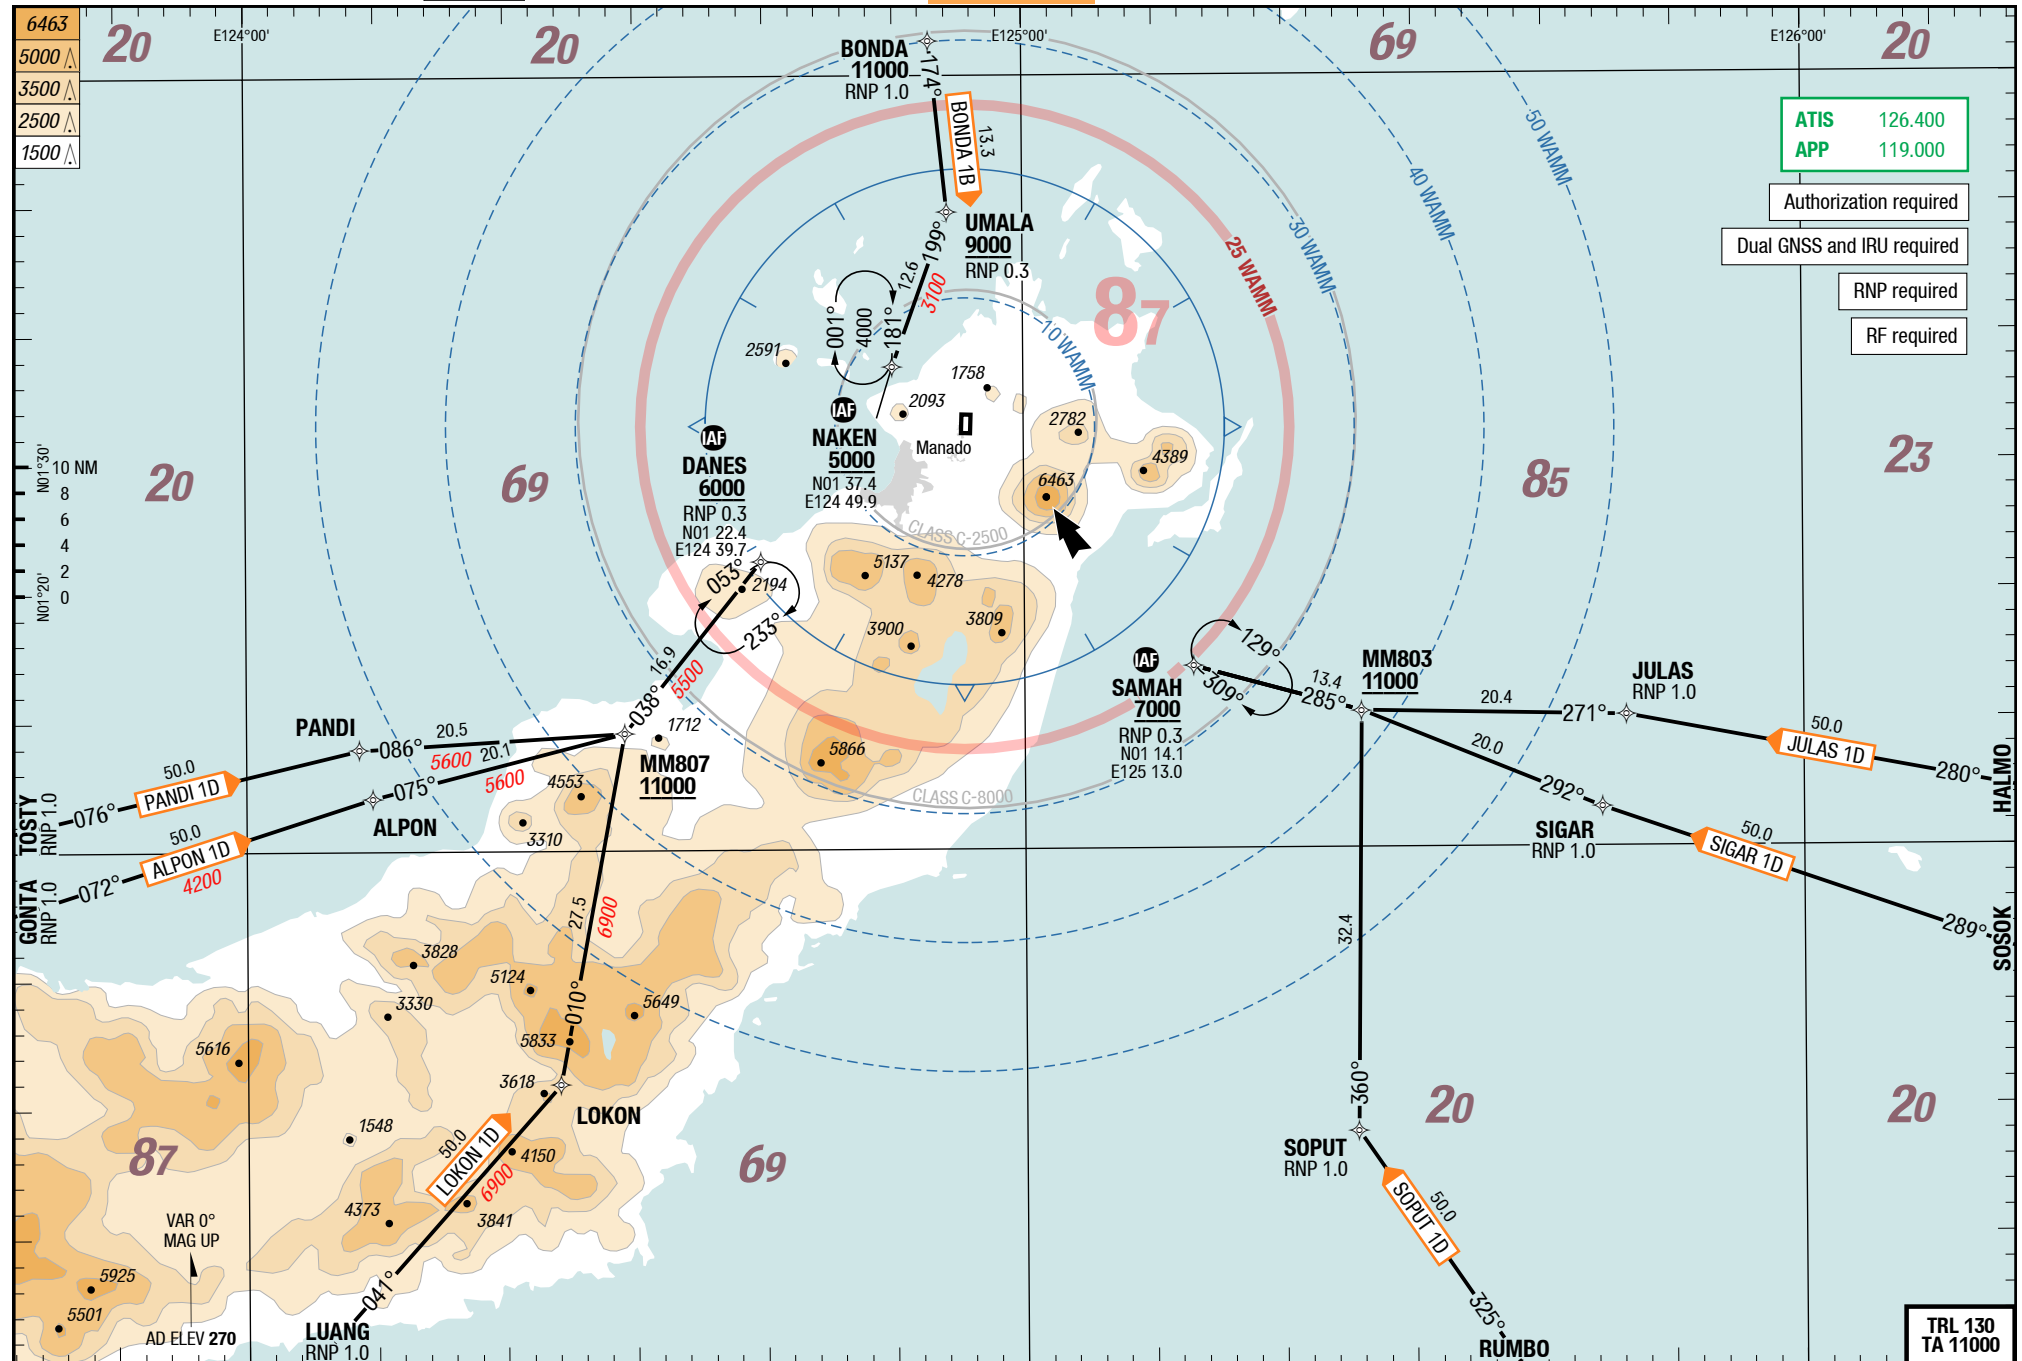 6463
5000
3500
2500
1500
20
E124°00'
20
BONDA
11000
RNP 1.0
174°
E125°00'
69
E126°00'
20
BONDA 1B
13.3
50 WAMM
40 WAMM
30 WAMM
25 WAMM
10 WAMM
ATIS 126.400
APP 119.000
Authorization required
Dual GNSS and IRU required
RNP required
RF required
UMALA
9000
RNP 0.3
199°
12.6
3100
87
001°
4000
181°
2591
1758
2093
2782
4389
6463
Manado
IAF
NAKEN
5000
N01 37.4
E124 49.9
IAF
DANES
6000
RNP 0.3
N01 22.4
E124 39.7
CLASS C-2500
N01°30'
10 NM
8
6
4
2
0
N01°20'
20
69
85
23
053°
2194
233°
5137
4278
3900
3809
16.9
5500
038°
1712
5866
CLASS C-8000
IAF
SAMAH
7000
RNP 0.3
N01 14.1
E125 13.0
129°
309°
13.4
285°
MM803
11000
20.4
271°
JULAS
RNP 1.0
50.0
JULAS 1D
280°
HALMO
20.0
292°
SIGAR
RNP 1.0
50.0
SIGAR 1D
289°
SOSOK
PANDI
086°
20.5
5600
20.1
5600
075°
ALPON
MM807
11000
50.0
PANDI 1D
076°
TOSTY
RNP 1.0
50.0
ALPON 1D
4200
072°
GONTA
RNP 1.0
4553
3310
27.5
6900
32.4
3828
3330
5124
5649
010°
5833
5616
3618
LOKON
1548
50.0
LOKON 1D
6900
4150
3841
4373
87
69
20
20
360°
SOPUT
RNP 1.0
50.0
SOPUT 1D
325°
RUMBO
VAR 0°
MAG UP
5925
5501
AD ELEV 270
041°
LUANG
RNP 1.0
TRL 130
TA 11000